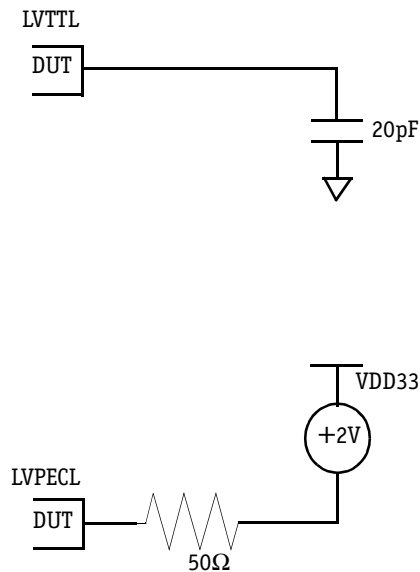 LVTTL
DUT
20pF
VDD33
+2V
LVPECL
DUT
50Ω